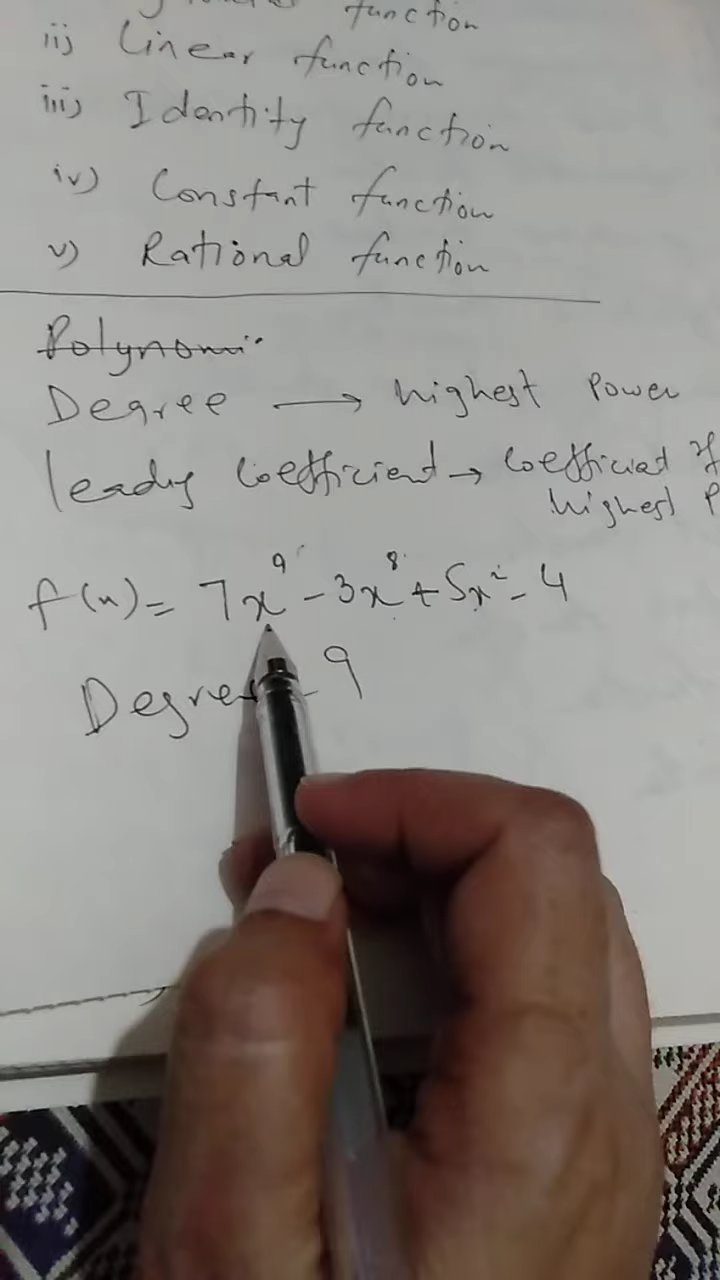 function
ii) Linear function
iii) Identity function
iv) Constant function
v) Rational function
Polynomi
Degree → highest Power
leading coefficient → coefficient of
highest P
f(x) = 7x⁹ - 3x⁸ + 5x² - 4
Degree - 9